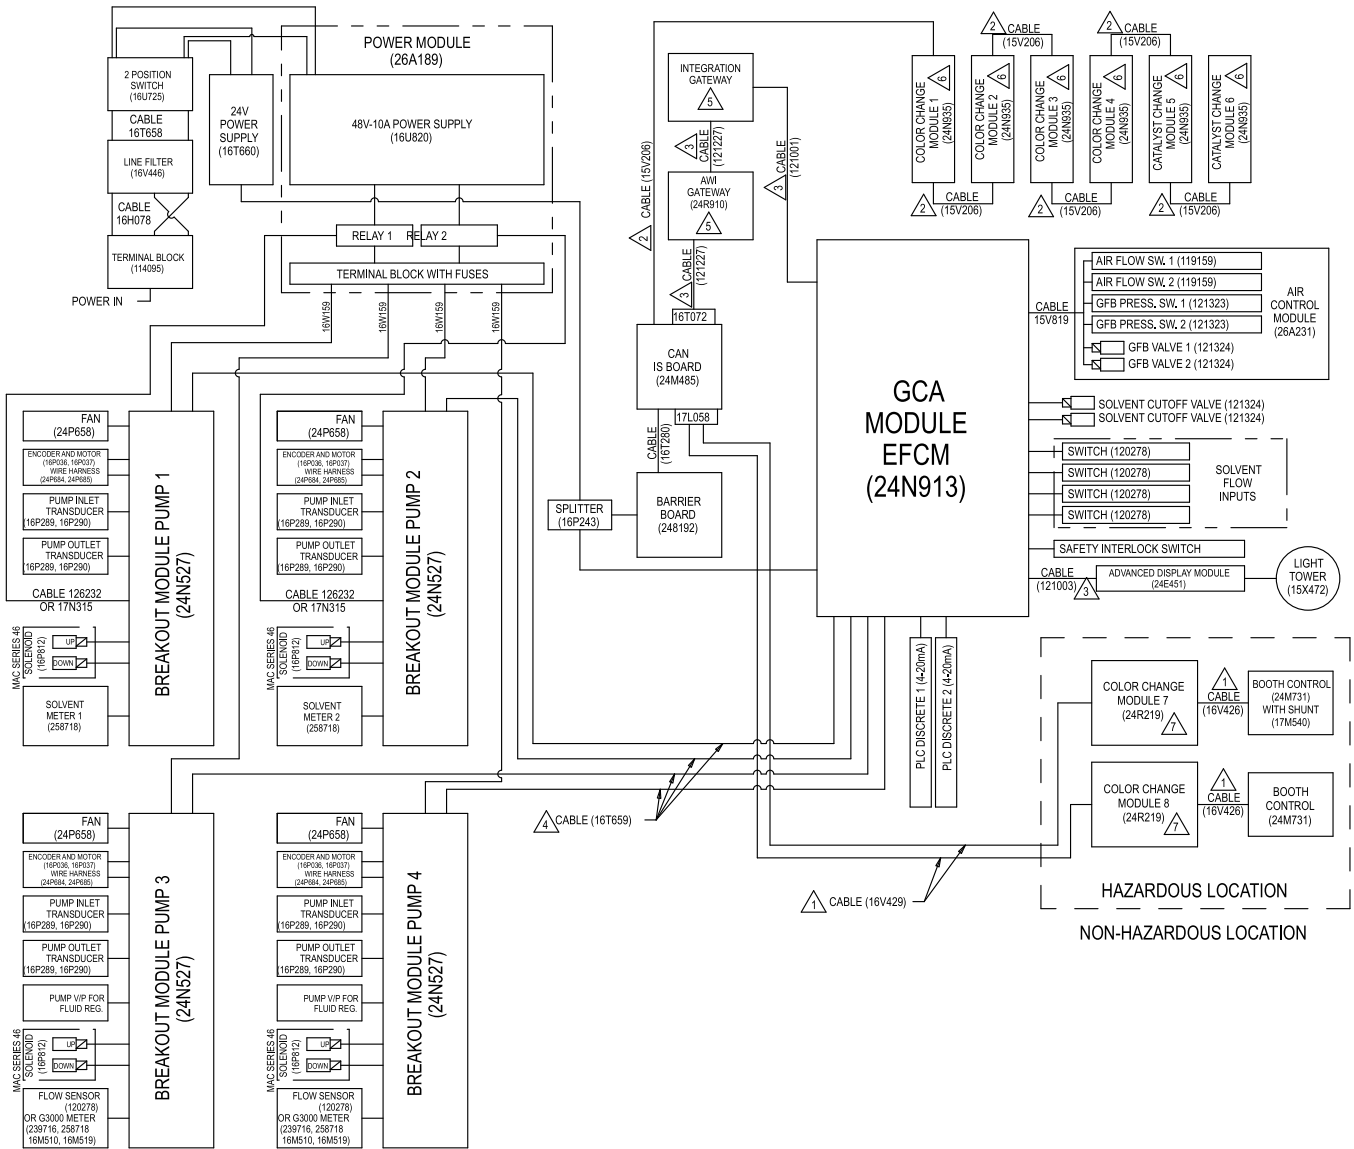 POWER MODULE
(26A189)
2 POSITION
SWITCH
(16U725)
CABLE
16T658
LINE FILTER
(16V446)
CABLE
16H078
TERMINAL BLOCK
(114095)
POWER IN
24V
POWER
SUPPLY
(16T660)
48V-10A POWER SUPPLY
(16U820)
RELAY 1
RELAY 2
TERMINAL BLOCK WITH FUSES
16W159
16W159
16W159
16W159
INTEGRATION
GATEWAY
5
3
CABLE
(121227)
AWI
GATEWAY
(24R910)
5
3
CABLE
(121227)
3
CABLE
(121001)
2
CABLE (15V206)
16T072
CAN
IS BOARD
(24M485)
17L058
CABLE
(16T280)
BARRIER
BOARD
(248192)
SPLITTER
(16P243)
COLOR CHANGE
MODULE 1
(24N935)
6
COLOR CHANGE
MODULE 2
(24N935)
6
COLOR CHANGE
MODULE 3
(24N935)
6
COLOR CHANGE
MODULE 4
(24N935)
6
CATALYST CHANGE
MODULE 5
(24N935)
6
CATALYST CHANGE
MODULE 6
(24N935)
6
2
CABLE
(15V206)
2
CABLE
(15V206)
2
CABLE
(15V206)
2
CABLE
(15V206)
2
CABLE
(15V206)
GCA
MODULE
EFCM
(24N913)
CABLE
15V819
AIR FLOW SW. 1 (119159)
AIR FLOW SW. 2 (119159)
GFB PRESS. SW. 1 (121323)
GFB PRESS. SW. 2 (121323)
GFB VALVE 1 (121324)
GFB VALVE 2 (121324)
AIR
CONTROL
MODULE
(26A231)
SOLVENT CUTOFF VALVE (121324)
SOLVENT CUTOFF VALVE (121324)
SWITCH (120278)
SWITCH (120278)
SWITCH (120278)
SWITCH (120278)
SOLVENT
FLOW
INPUTS
SAFETY INTERLOCK SWITCH
CABLE
(121003)
3
ADVANCED DISPLAY MODULE
(24E451)
LIGHT
TOWER
(15X472)
PLC DISCRETE 1 (4-20mA)
PLC DISCRETE 2 (4-20mA)
COLOR CHANGE
MODULE 7
(24R219)
7
1
CABLE
(16V426)
BOOTH CONTROL
(24M731)
WITH SHUNT
(17M540)
COLOR CHANGE
MODULE 8
(24R219)
7
1
CABLE
(16V426)
BOOTH
CONTROL
(24M731)
HAZARDOUS LOCATION
NON-HAZARDOUS LOCATION
4
CABLE (16T659)
1
CABLE (16V429)
FAN
(24P658)
ENCODER AND MOTOR
(16P036, 16P037)
WIRE HARNESS
(24P684, 24P685)
PUMP INLET
TRANSDUCER
(16P289, 16P290)
PUMP OUTLET
TRANSDUCER
(16P289, 16P290)
CABLE 126232
OR 17N315
MAC SERIES 46
SOLENOID
(16P812)
UP
DOWN
SOLVENT
METER 1
(258718)
BREAKOUT MODULE PUMP 1
(24N527)
FAN
(24P658)
ENCODER AND MOTOR
(16P036, 16P037)
WIRE HARNESS
(24P684, 24P685)
PUMP INLET
TRANSDUCER
(16P289, 16P290)
PUMP OUTLET
TRANSDUCER
(16P289, 16P290)
CABLE 126232
OR 17N315
MAC SERIES 46
SOLENOID
(16P812)
UP
DOWN
SOLVENT
METER 2
(258718)
BREAKOUT MODULE PUMP 2
(24N527)
FAN
(24P658)
ENCODER AND MOTOR
(16P036, 16P037)
WIRE HARNESS
(24P684, 24P685)
PUMP INLET
TRANSDUCER
(16P289, 16P290)
PUMP OUTLET
TRANSDUCER
(16P289, 16P290)
PUMP V/P FOR
FLUID REG.
MAC SERIES 46
SOLENOID
(16P812)
UP
DOWN
FLOW SENSOR
(120278)
OR G3000 METER
(239716, 258718
16M510, 16M519)
BREAKOUT MODULE PUMP 3
(24N527)
FAN
(24P658)
ENCODER AND MOTOR
(16P036, 16P037)
WIRE HARNESS
(24P684, 24P685)
PUMP INLET
TRANSDUCER
(16P289, 16P290)
PUMP OUTLET
TRANSDUCER
(16P289, 16P290)
PUMP V/P FOR
FLUID REG.
MAC SERIES 46
SOLENOID
(16P812)
UP
DOWN
FLOW SENSOR
(120278)
OR G3000 METER
(239716, 258718
16M510, 16M519)
BREAKOUT MODULE PUMP 4
(24N527)